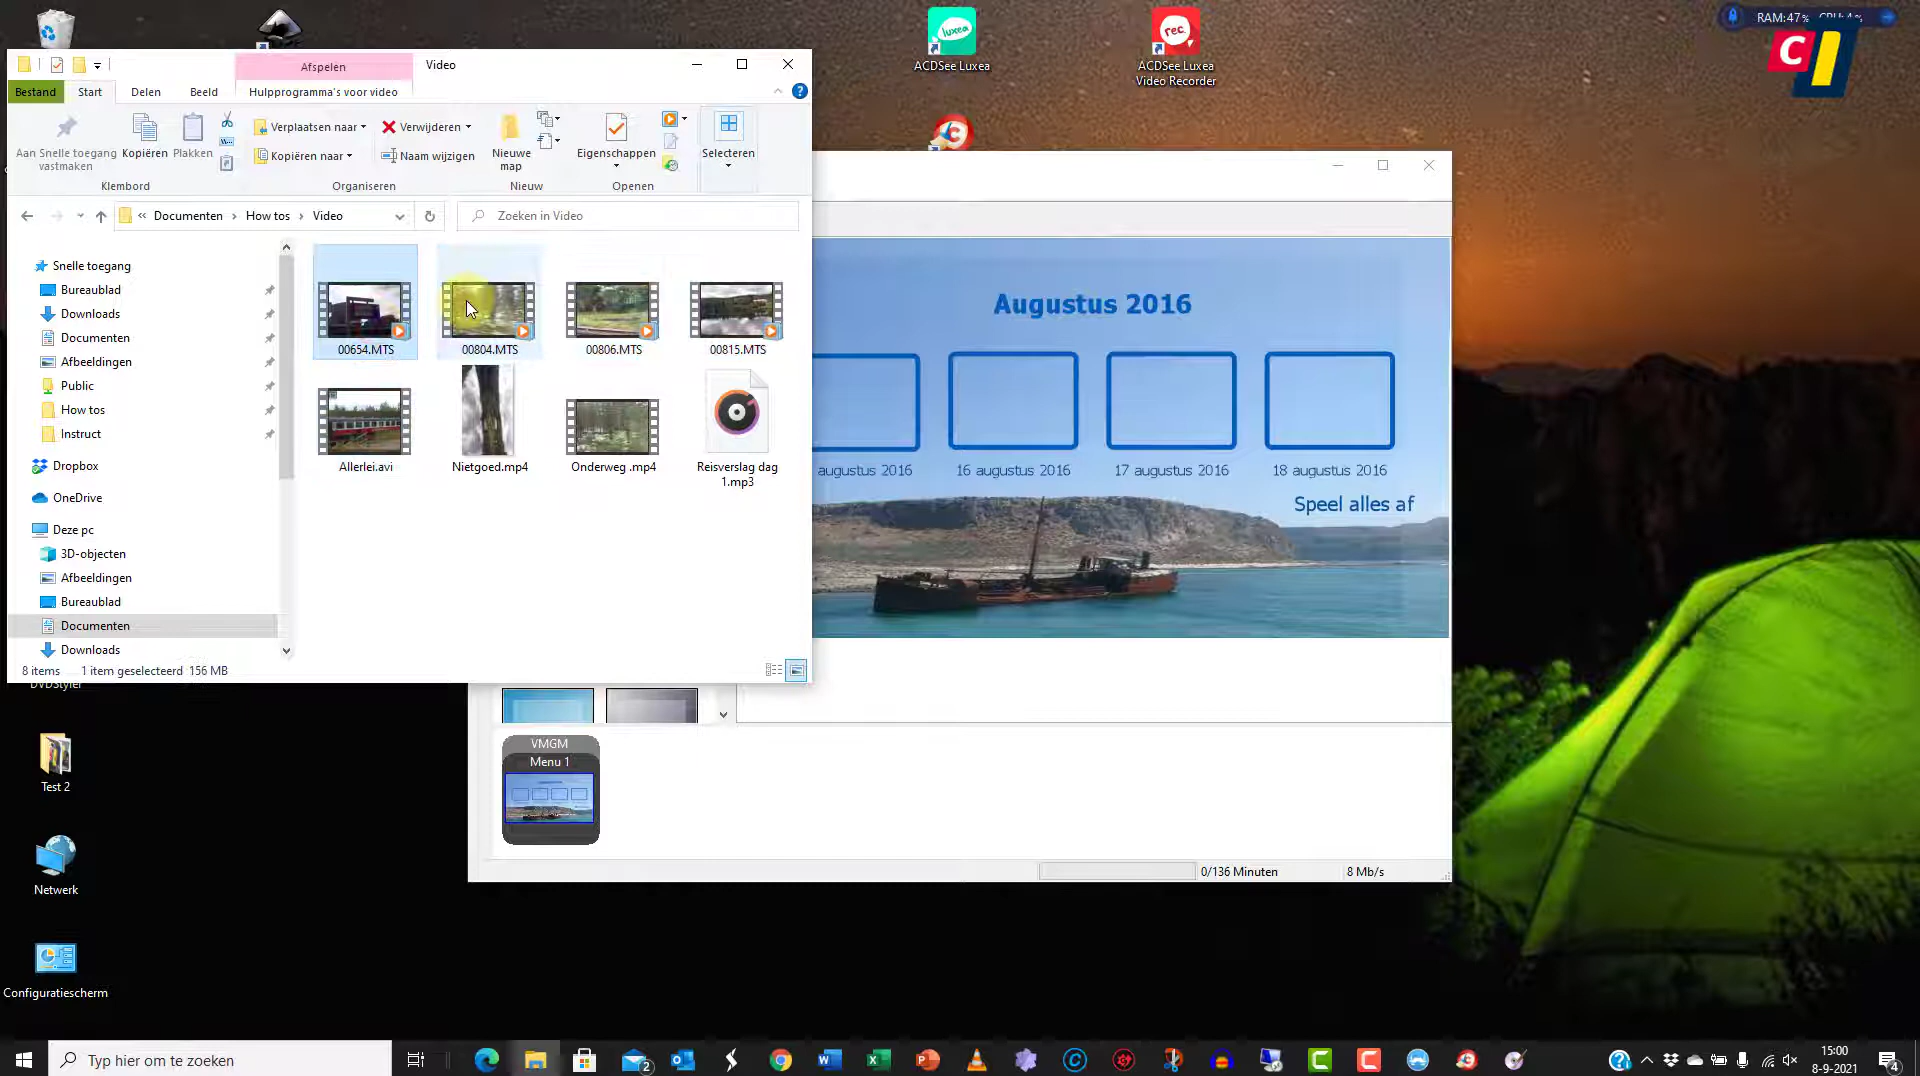 RAM:47% CPU:4%
luxea
ACDSee Luxea
rec.
ACDSee Luxea
Video Recorder
Afspelen
Video
Bestand
Start
Delen
Beeld
Hulpprogramma's voor video
Aan Snelle toegang
vastmaken
Kopiëren
Plakken
Klembord
Verplaatsen naar
Kopiëren naar
Verwijderen
Naam wijzigen
Organiseren
Nieuwe
map
Nieuw
Eigenschappen
Openen
Selecteren
« Documenten > How tos > Video
Zoeken in Video
Snelle toegang
Bureaublad
Downloads
Documenten
Afbeeldingen
Public
How tos
Instruct
Dropbox
OneDrive
Deze pc
3D-objecten
Afbeeldingen
Bureaublad
Documenten
Downloads
00654.MTS
00804.MTS
00806.MTS
00815.MTS
Allerlei.avi
Nietgoed.mp4
Onderweg .mp4
Reisverslag dag
1.mp3
8 items 1 item geselecteerd 156 MB
Augustus 2016
augustus 2016
16 augustus 2016
17 augustus 2016
18 augustus 2016
Speel alles af
VMGM
Menu 1
0/136 Minuten
8 Mb/s
DVDStyler
Test 2
Netwerk
Configuratiescherm
Typ hier om te zoeken
2
15:00
8-9-2021
4